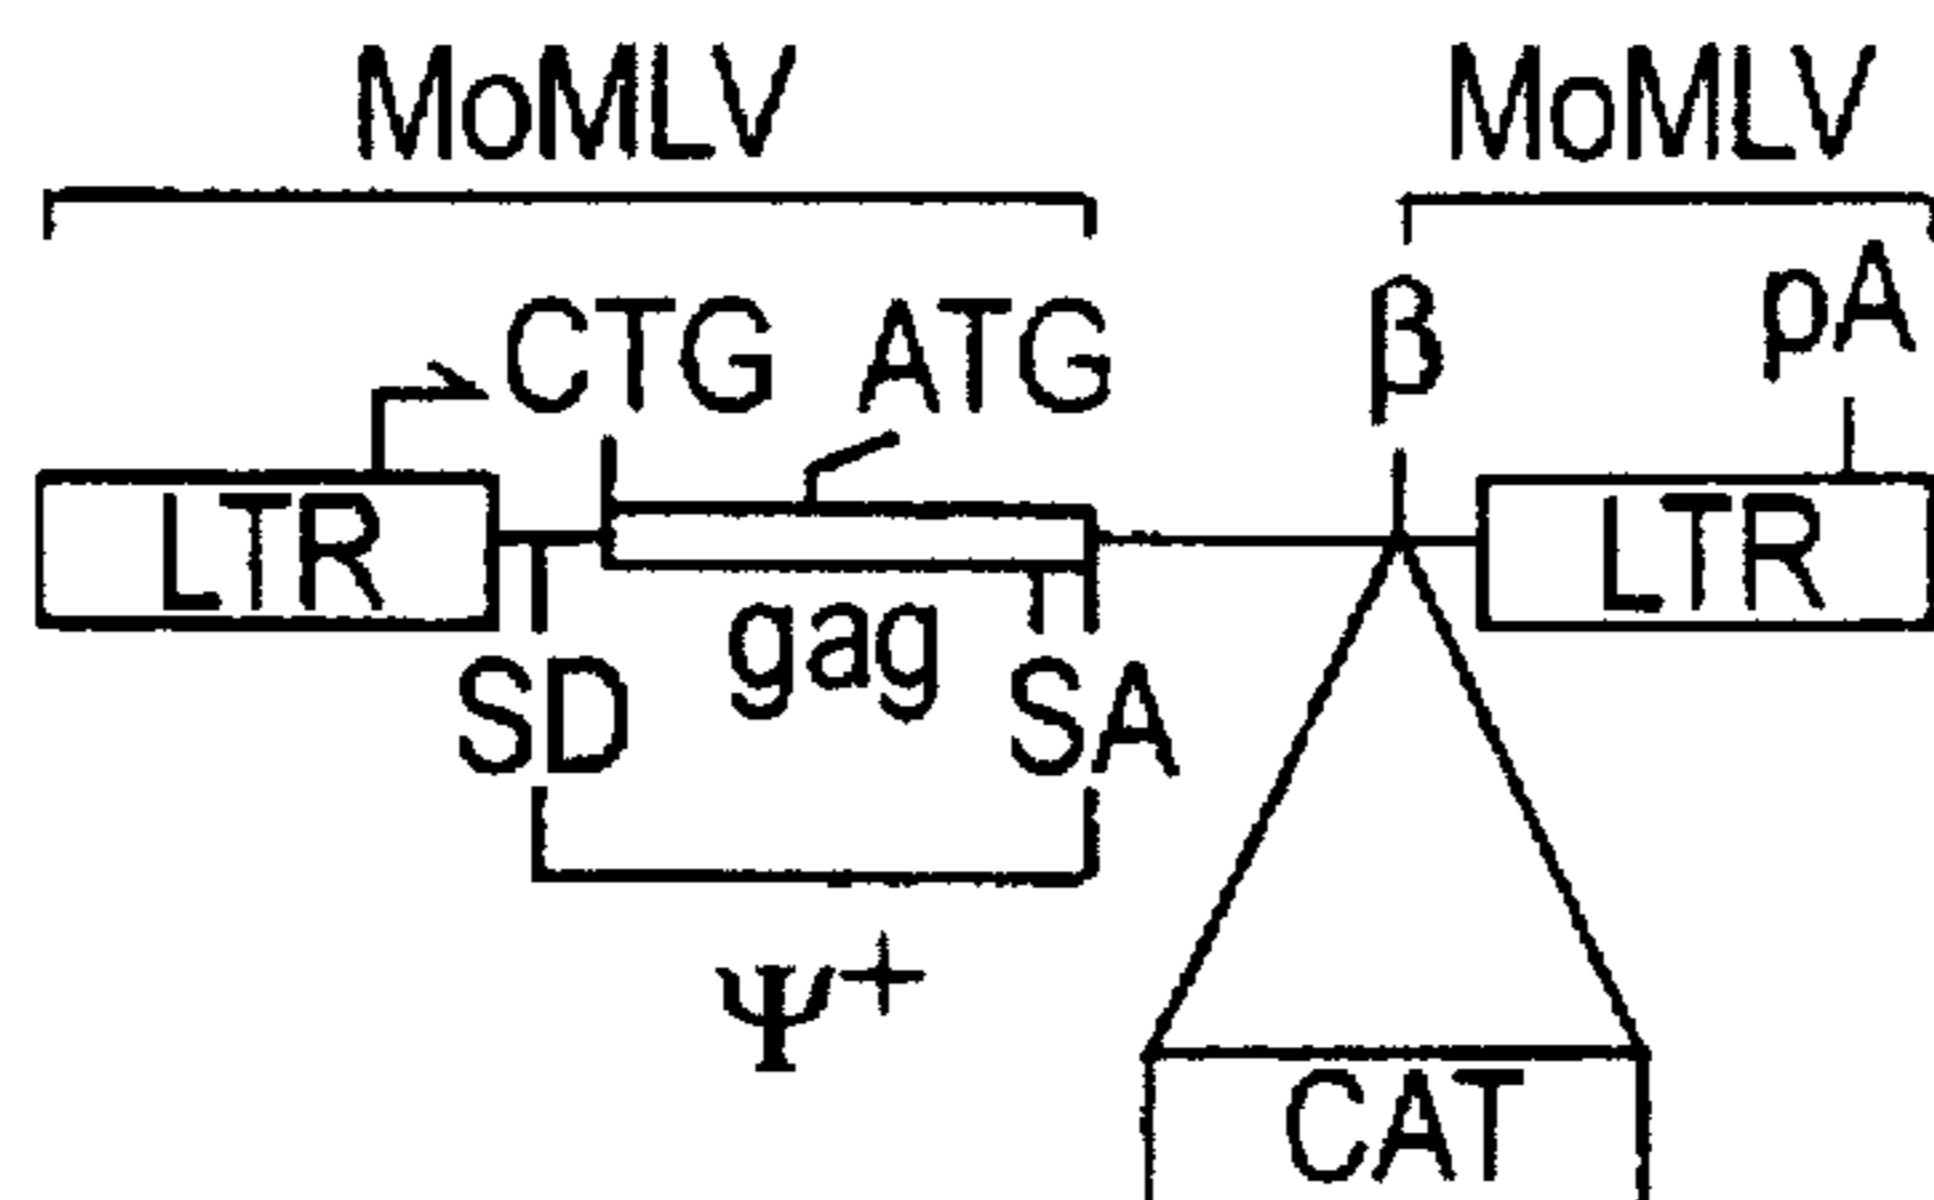 MoMLV MoMLV
CTG ATG β pA
LTR LTR
gag
SD SA
Ψ+
CAT